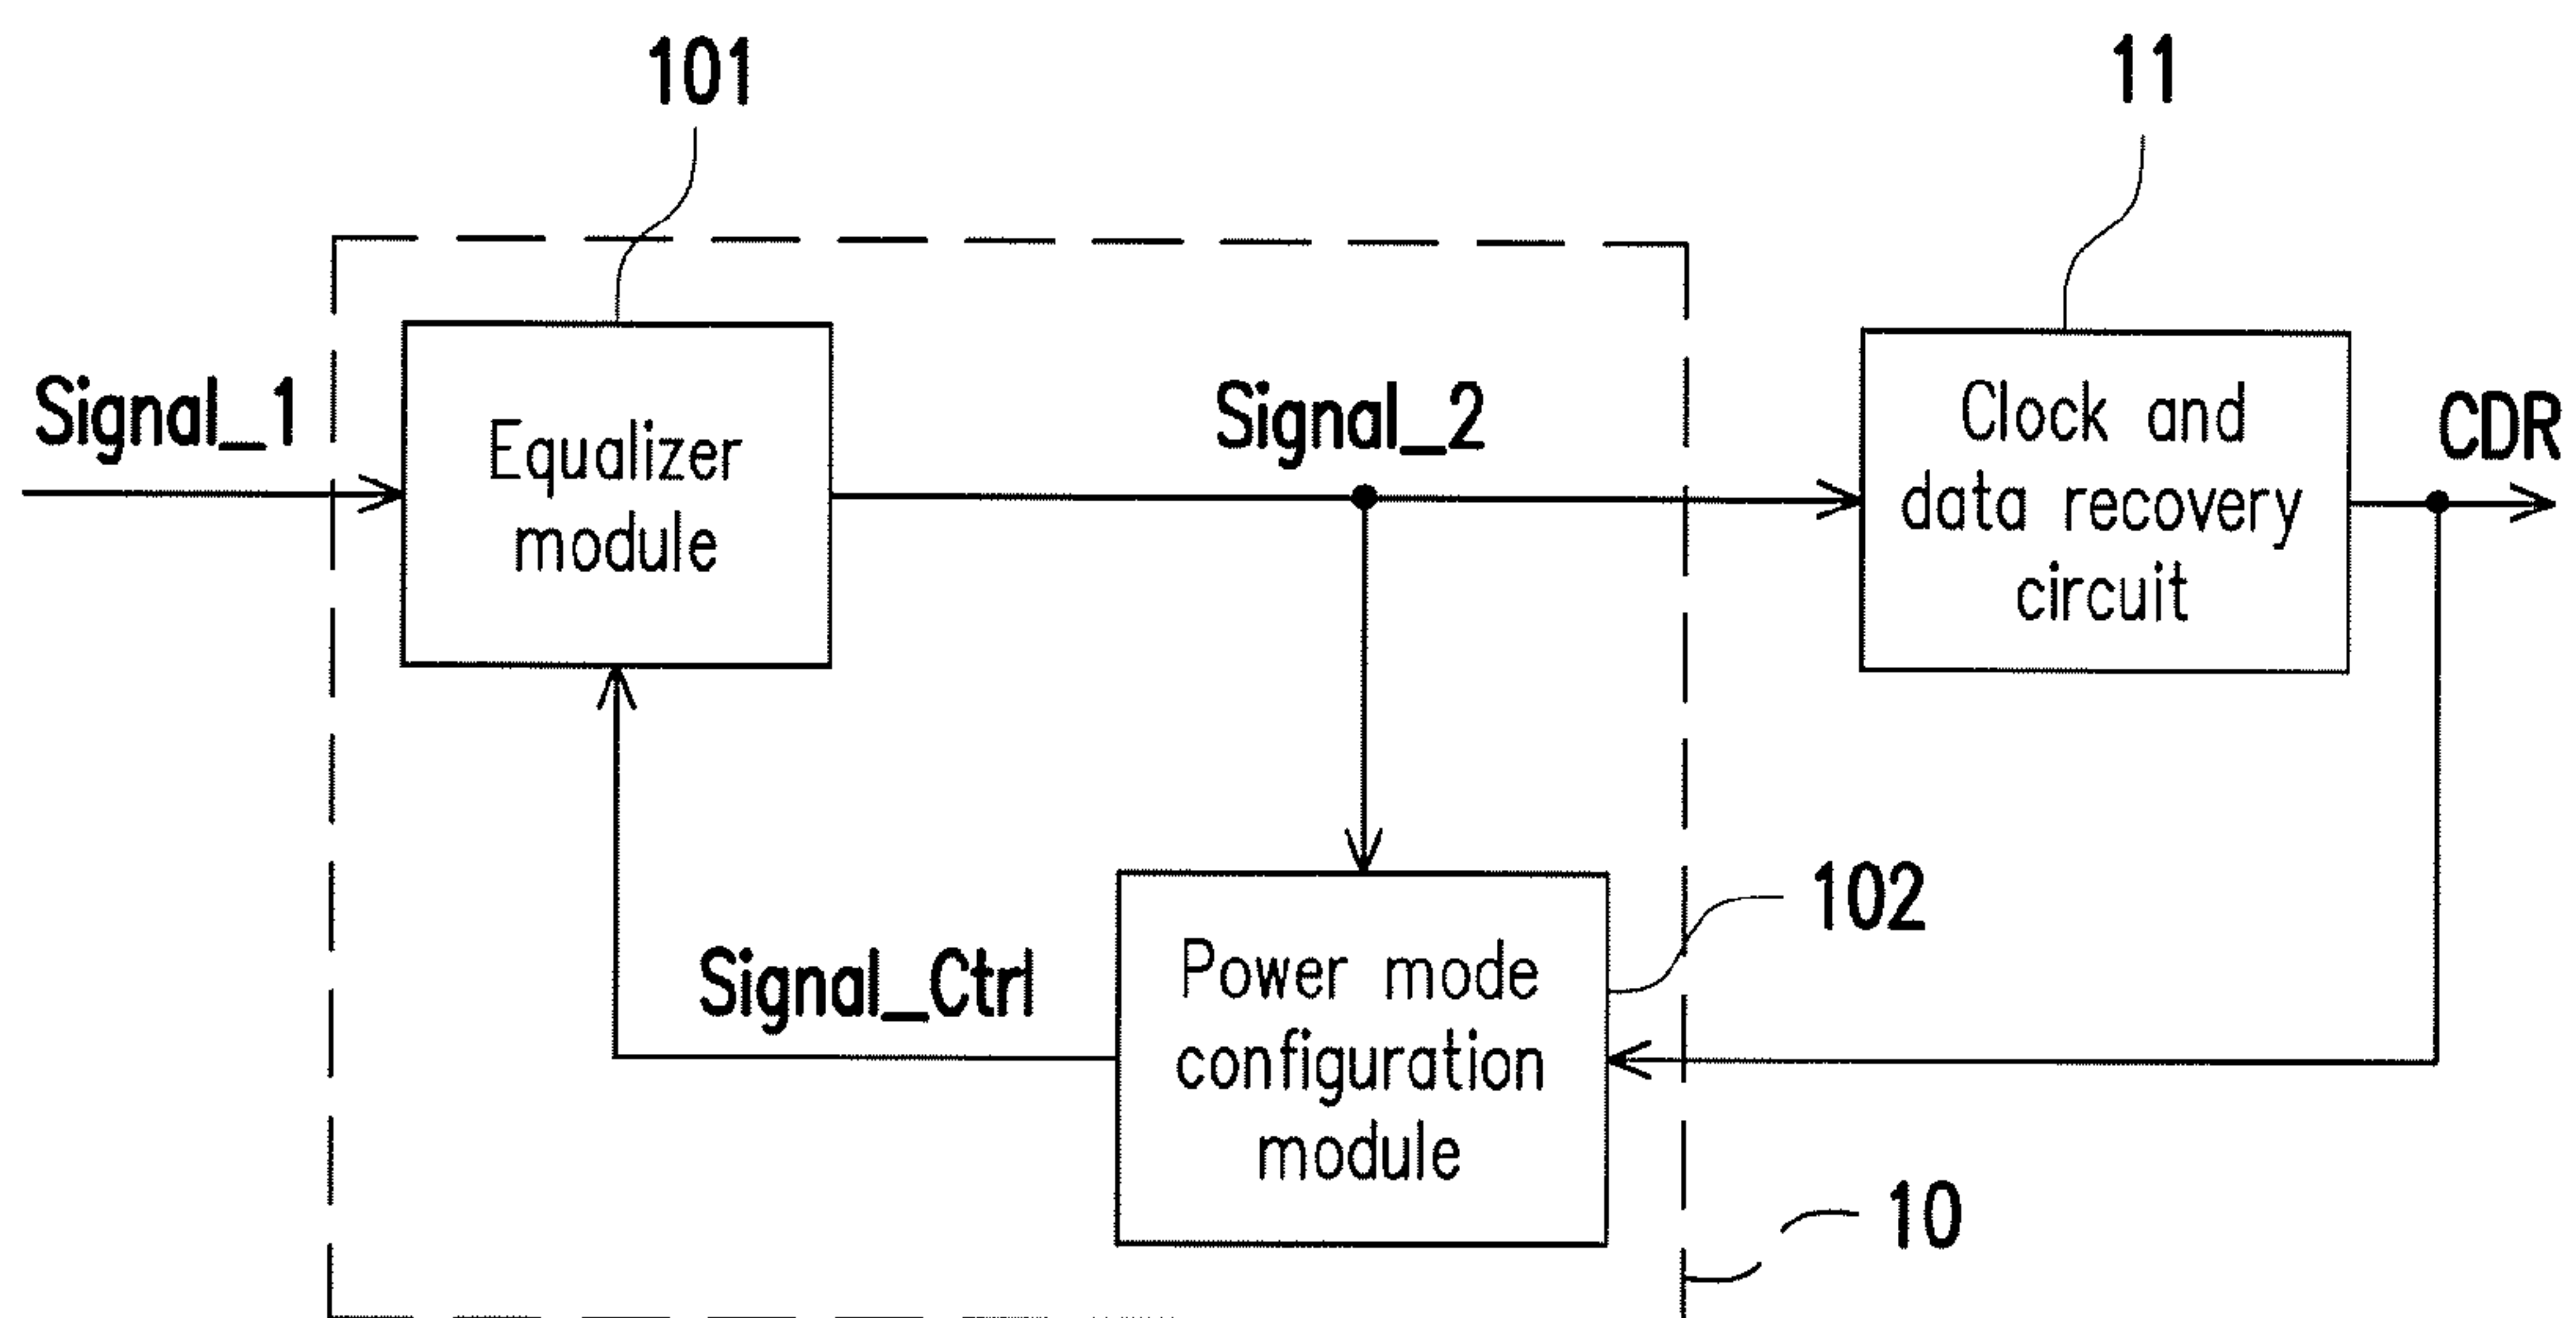 101
11
Signal_1
Equalizer
module
Signal_2
Clock and
data recovery
circuit
CDR
Signal_Ctrl
Power mode
configuration
module
102
10